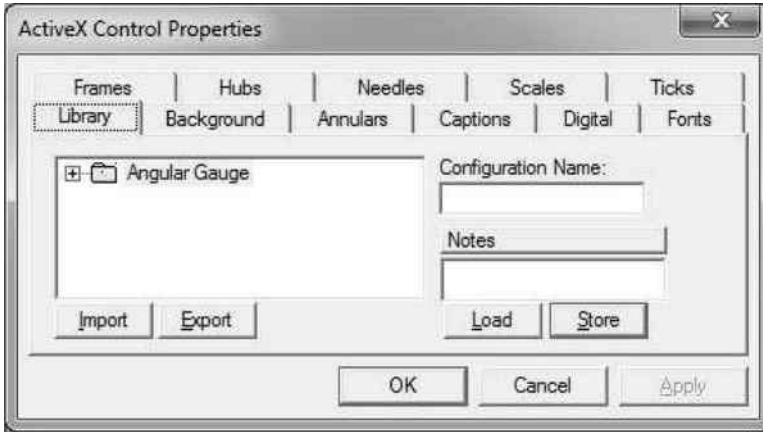 ActiveX Control Properties
Frames Hubs Needles Scales Ticks
Library Background Annulars Captions Digital Fonts
Angular Gauge
Configuration Name:
Notes
Import Export Load Store
OK Cancel Apply